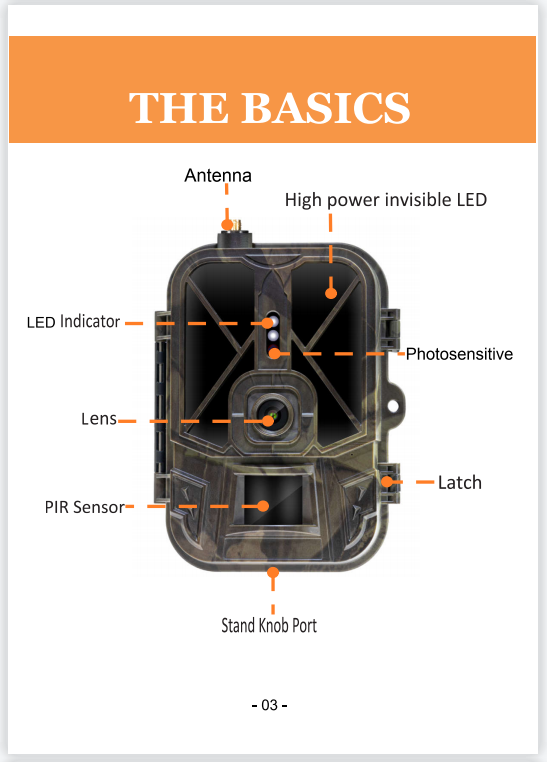 THE BASICS
Antenna
High power invisible LED
LED Indicator
Photosensitive
Lens
Latch
PIR Sensor
Stand Knob Port
- 03 -